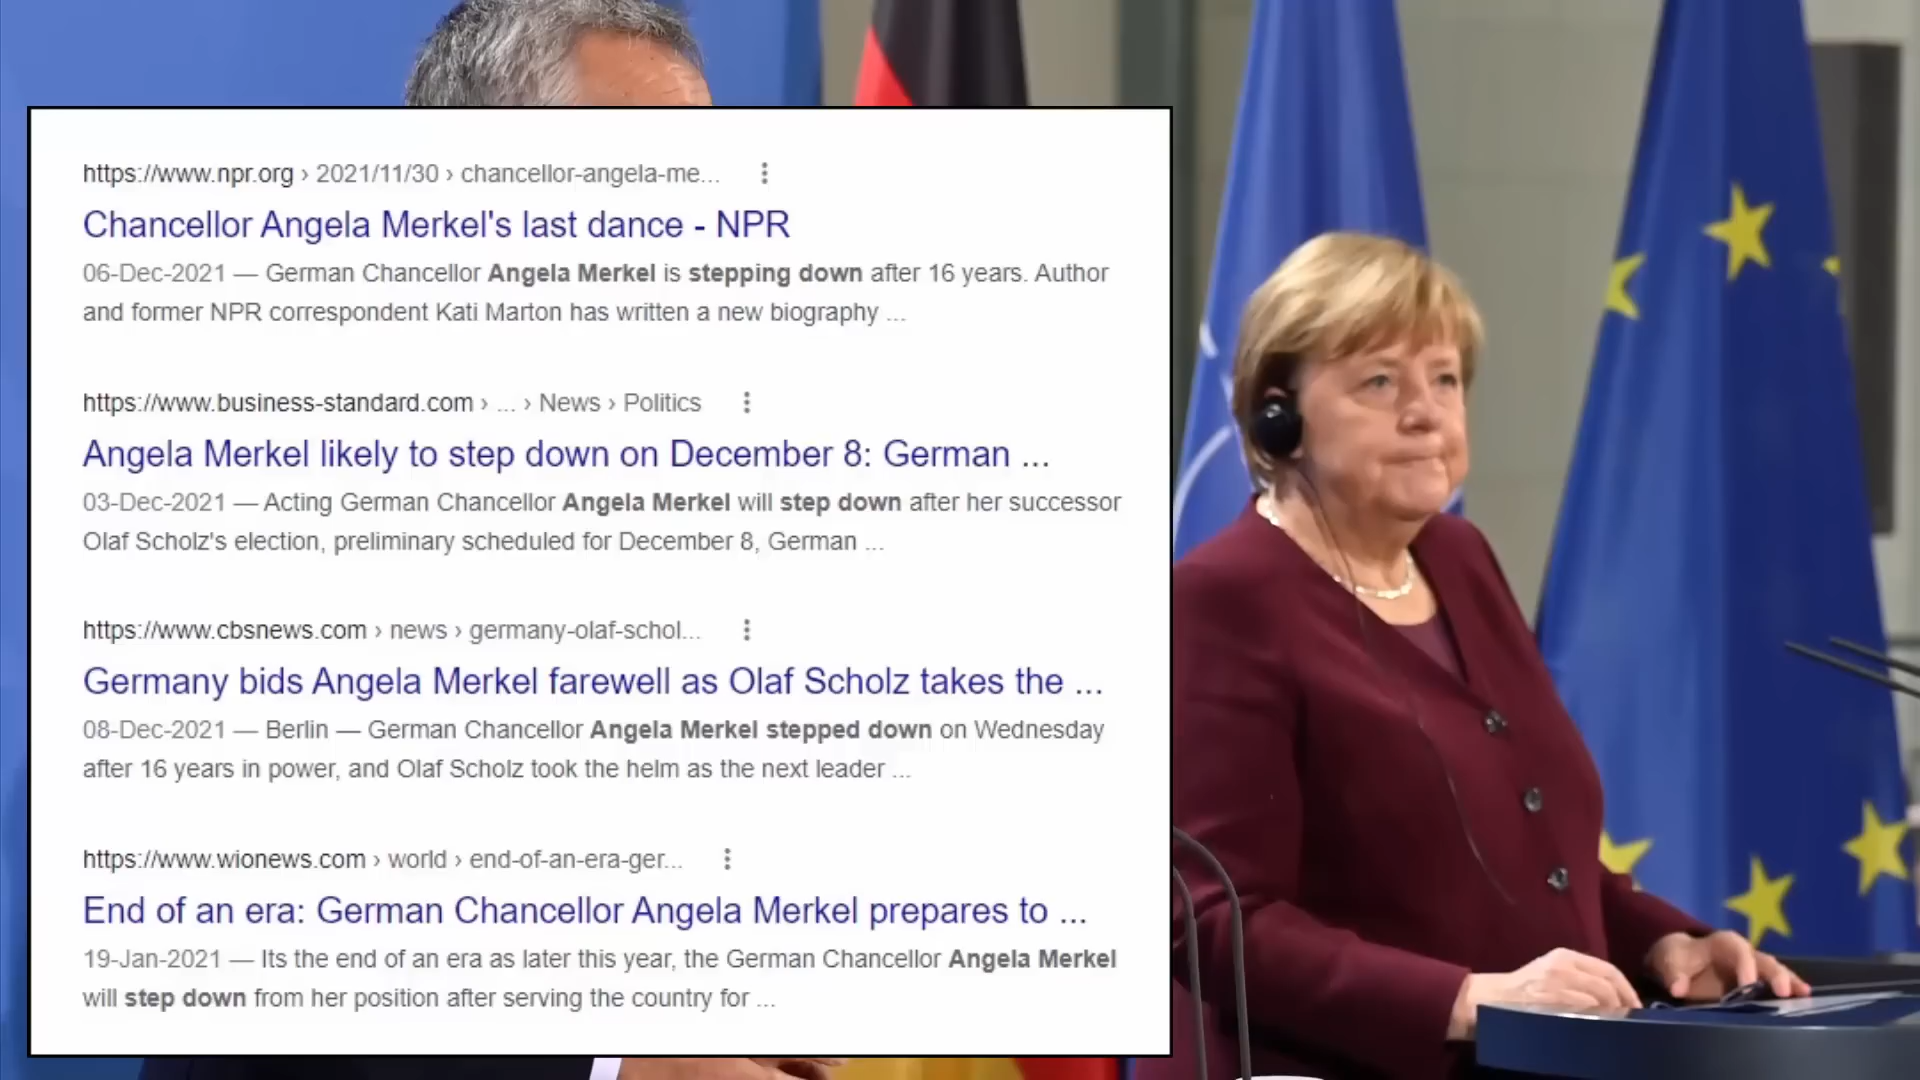 https://www.npr.org › 2021/11/30 › chancellor-angela-me...
Chancellor Angela Merkel's last dance - NPR
06-Dec-2021 — German Chancellor Angela Merkel is stepping down after 16 years. Author
and former NPR correspondent Kati Marton has written a new biography ...
https://www.business-standard.com › ... › News › Politics
Angela Merkel likely to step down on December 8: German ...
03-Dec-2021 — Acting German Chancellor Angela Merkel will step down after her successor
Olaf Scholz's election, preliminary scheduled for December 8, German ...
https://www.cbsnews.com › news › germany-olaf-schol...
Germany bids Angela Merkel farewell as Olaf Scholz takes the ...
08-Dec-2021 — Berlin — German Chancellor Angela Merkel stepped down on Wednesday
after 16 years in power, and Olaf Scholz took the helm as the next leader ...
https://www.wionews.com › world › end-of-an-era-ger...
End of an era: German Chancellor Angela Merkel prepares to ...
19-Jan-2021 — Its the end of an era as later this year, the German Chancellor Angela Merkel
will step down from her position after serving the country for ...